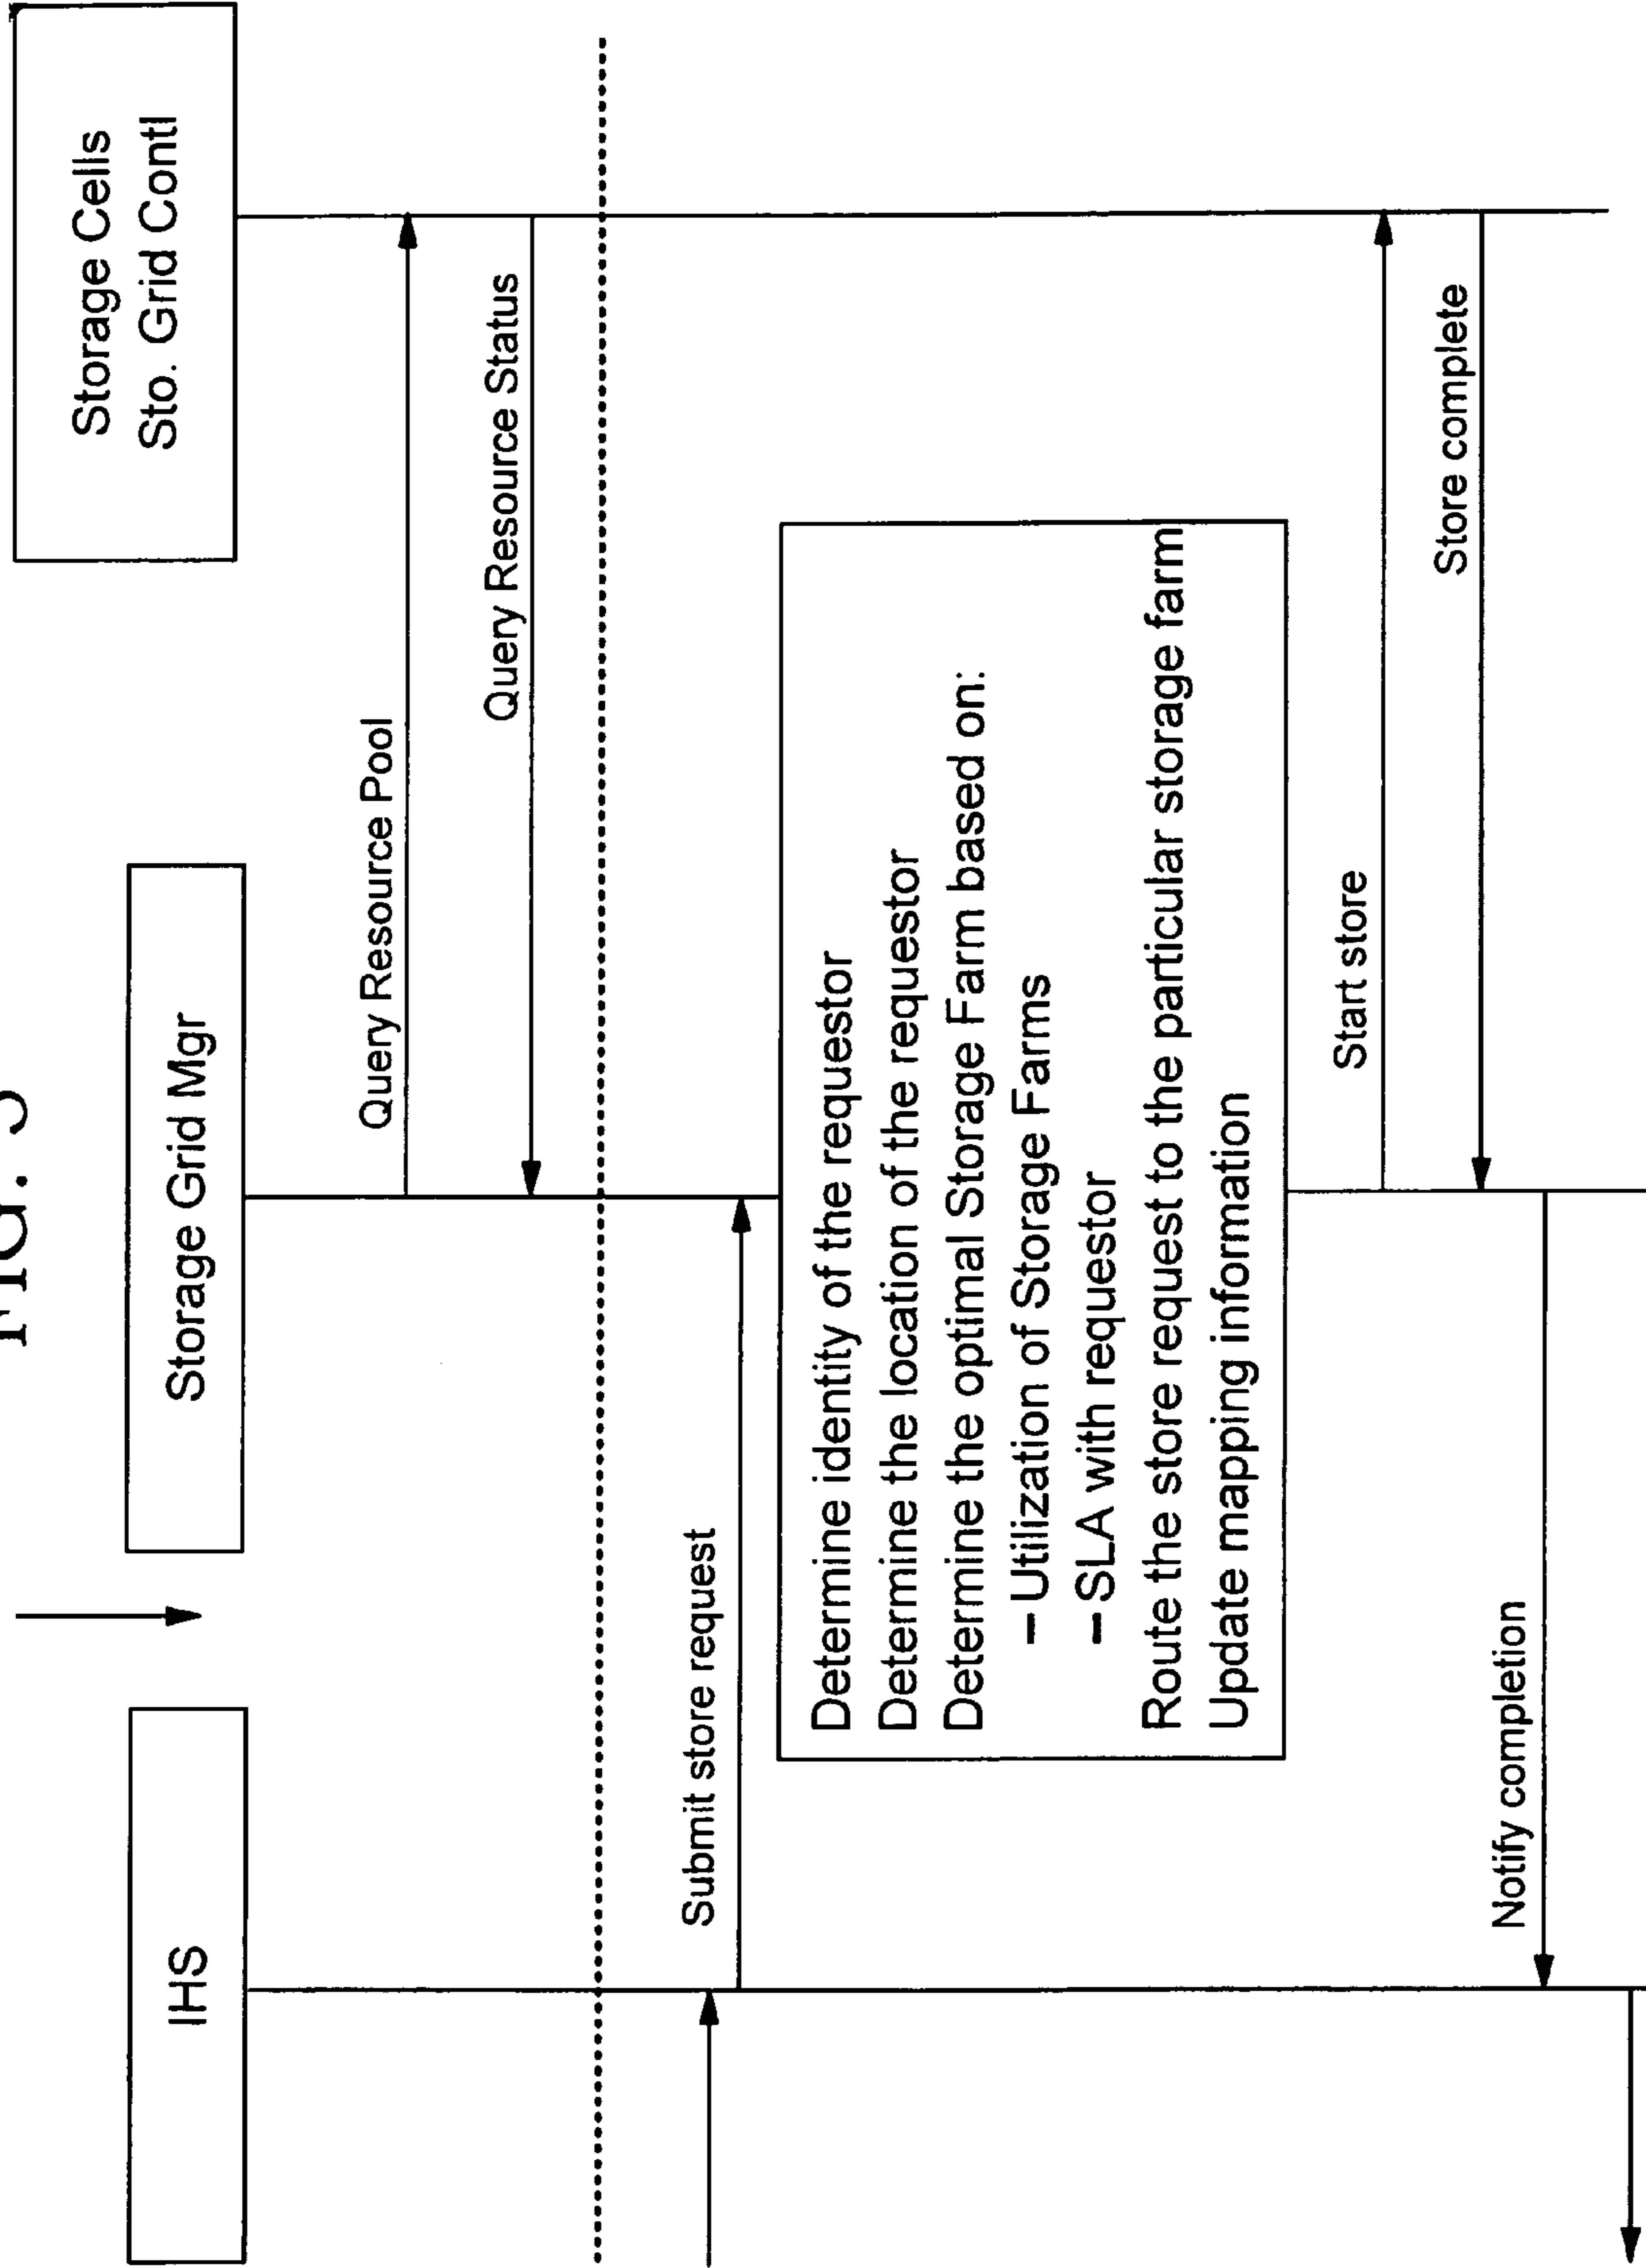 IHS
Storage Grid Mgr
Storage Cells
Sto. Grid Contl
Query Resource Pool
Query Resource Status
Submit store request
Determine identity of the requestor
Determine the location of the requestor
Determine the optimal Storage Farm based on:
–Utilization of Storage Farms
–SLA with requestor
Route the store request to the particular storage farm
Update mapping information
Start store
Store complete
Notify completion